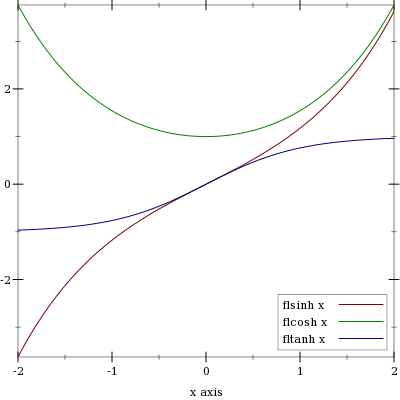 2
0
-2
flsinh x
flcosh x
fltanh x
-2 -1 0 1 2
x axis